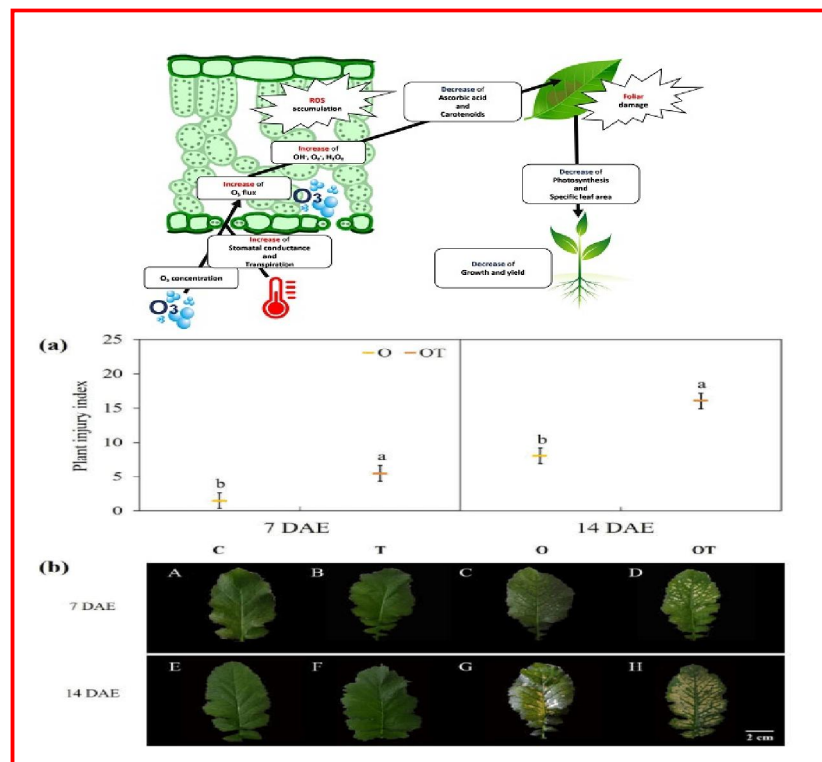 ROS
accumulation
Decrease of
Ascorbic acid
and
Carotenoids
Foliar
damage
Increase of
OH·, O₂·, H₂O₂
Increase of
O₃ flux
O3
Decrease of
Photosynthesis
and
Specific leaf area
Increase of
Stomatal conductance
and
Transpiration
O₃ concentration
O3
Decrease of
Growth and yield
(a)
Plant injury index
25
20
15
10
5
0
O OT
b
a
b
a
7 DAE
14 DAE
C T O OT
(b)
7 DAE
A B C D
14 DAE
E F G H
2 cm